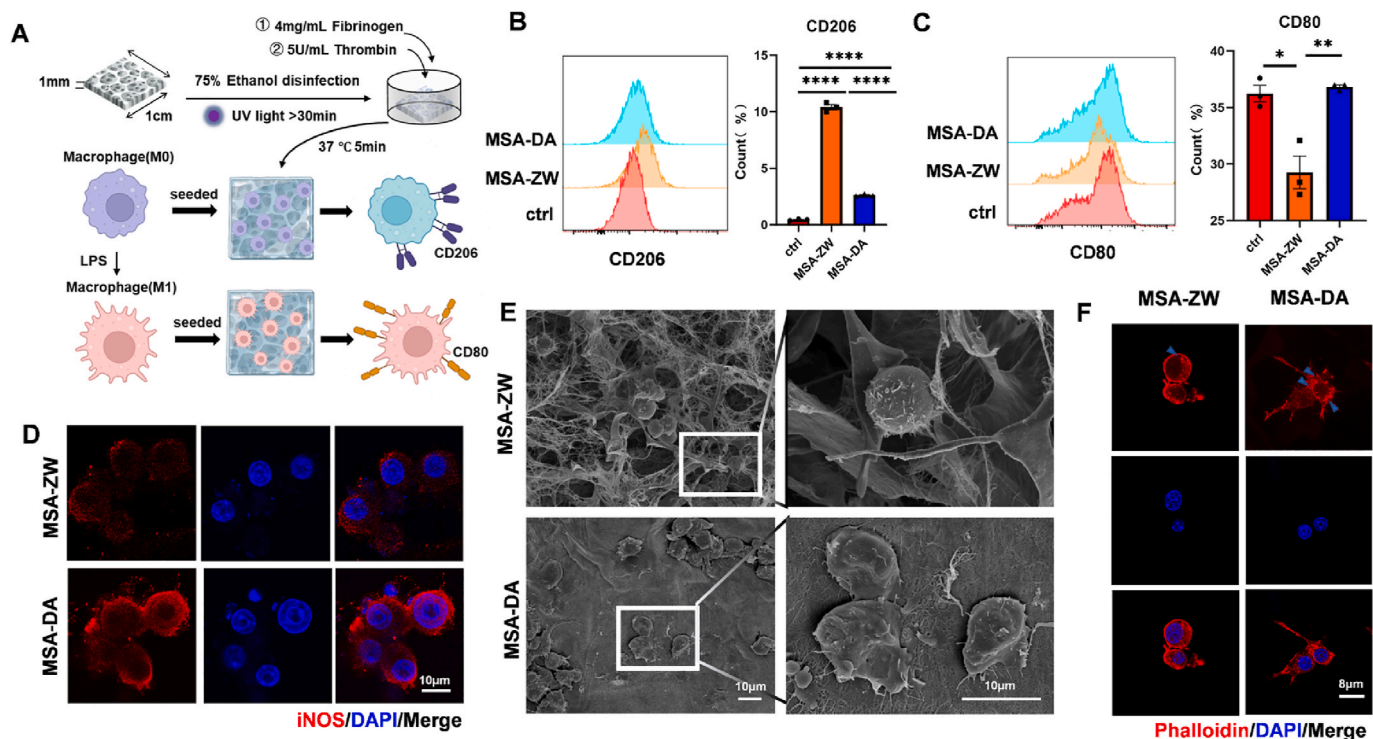 A
① 4mg/mL Fibrinogen
② 5U/mL Thrombin
1mm
1cm
75% Ethanol disinfection
UV light >30min
37 ℃ 5min
Macrophage(M0)
seeded
CD206
LPS
Macrophage(M1)
seeded
CD80
B
CD206
MSA-DA
MSA-ZW
ctrl
CD206
Count( %)
15
10
5
0
****
**** ****
ctrl
MSA-ZW
MSA-DA
C
CD80
MSA-DA
MSA-ZW
ctrl
CD80
Count( %)
40
35
30
25
* **
ctrl
MSA-ZW
MSA-DA
D
MSA-ZW
MSA-DA
10μm
iNOS/DAPI/Merge
E
MSA-ZW
MSA-DA
10μm
10μm
F
MSA-ZW MSA-DA
8μm
Phalloidin/DAPI/Merge